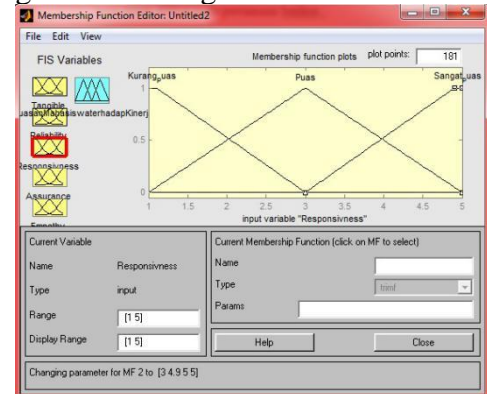 Membership Function Editor: Untitled2
File Edit View
FIS Variables
Membership function plots
plot points:
181
Kurang_puas
Puas
Sangat_puas
1
0.5
0
1 1.5 2 2.5 3 3.5 4 4.5 5
input variable "Responsivness"
Tangible
Reliability
Responsivness
Assurance
Empathy
Current Variable
Name Responsivness
Type input
Range [1 5]
Display Range [1 5]
Current Membership Function (click on MF to select)
Name
Type trimf
Params
Help
Close
Changing parameter for MF 2 to [3 4.9 5 5]